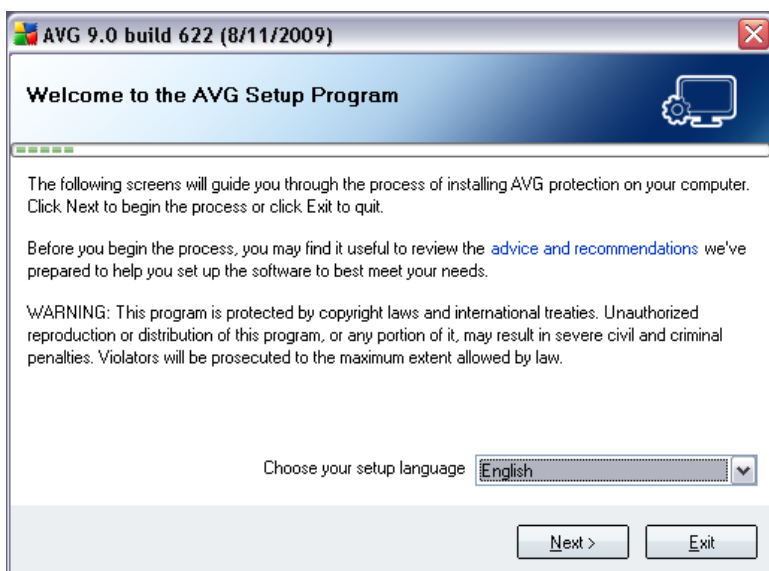 AVG 9.0 build 622 (8/11/2009)
Welcome to the AVG Setup Program
The following screens will guide you through the process of installing AVG protection on your computer.
Click Next to begin the process or click Exit to quit.
Before you begin the process, you may find it useful to review the advice and recommendations we've
prepared to help you set up the software to best meet your needs.
WARNING: This program is protected by copyright laws and international treaties. Unauthorized
reproduction or distribution of this program, or any portion of it, may result in severe civil and criminal
penalties. Violators will be prosecuted to the maximum extent allowed by law.
Choose your setup language English
Next > Exit